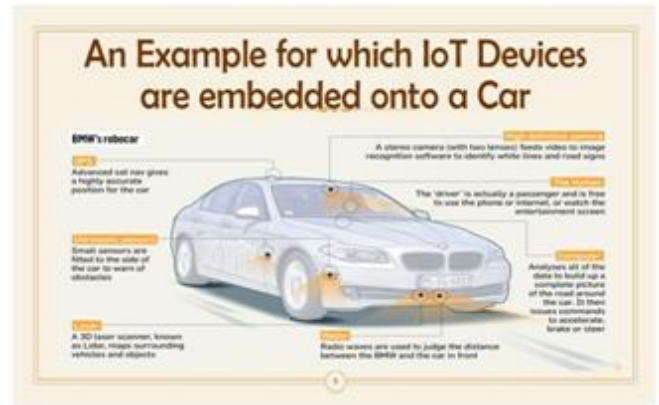 An Example for which IoT Devices
are embedded onto a Car
BMW's robocar
GPS
Advanced sat nav gives
a highly accurate
position for the car
Ultrasonic sensors
Small sensors are
fitted to the side of
the car to warn of
obstacles
Laser
A 3D laser scanner, known
as Lidar, maps surrounding
vehicles and objects
High definition camera
A stereo camera (with two lenses) feeds video to image
recognition software to identify white lines and road signs
The Human
The 'driver' is actually a passenger and is free
to use the phone or internet, or watch the
entertainment screen
Computer
Analyses all of the
data to build up a
complete picture
of the road around
the car. It then
issues commands
to accelerate,
brake or steer
Radar
Radio waves are used to judge the distance
between the BMW and the car in front